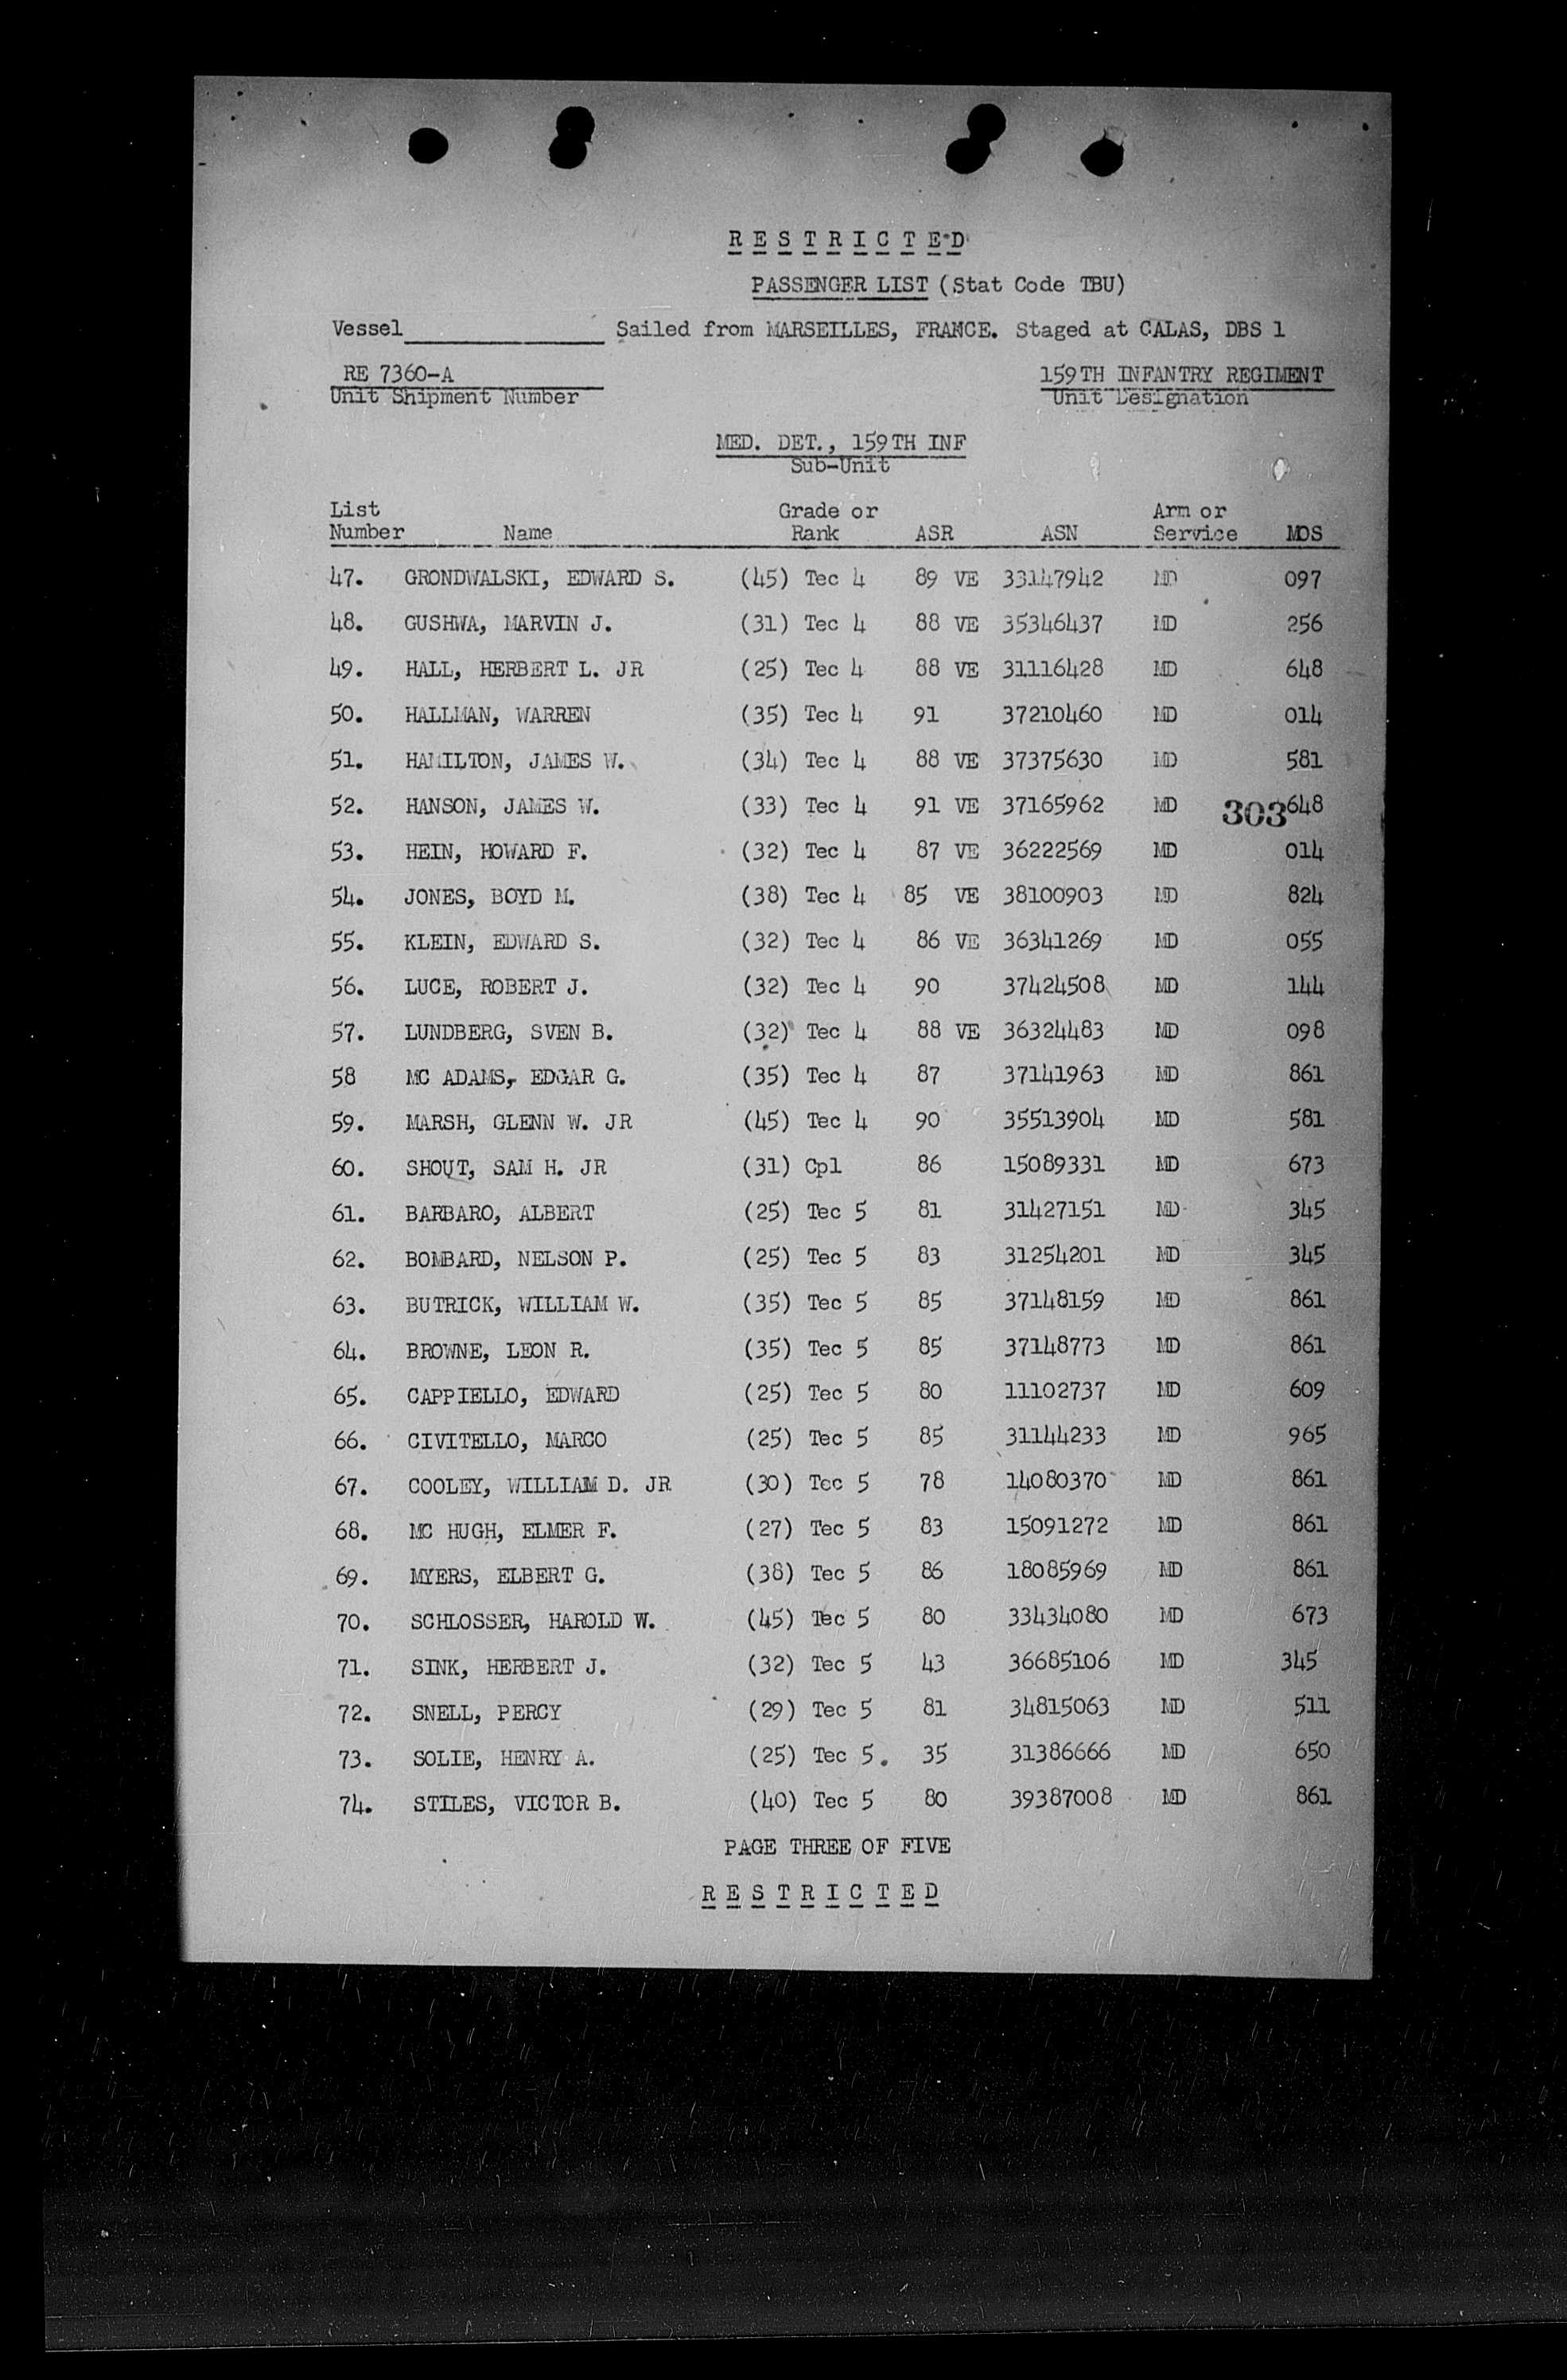 R E S T R I C T E D
PASSENGER LIST (Stat Code TBU)
Vessel____________ Sailed from MARSEILLES, FRANCE. Staged at CALAS, DBS 1
RE 7360-A 159TH INFANTRY REGIMENT
Unit Shipment Number Unit Designation
MED. DET., 159TH INF
Sub-Unit
List Grade or Arm or
Number Name Rank ASR ASN Service MOS
47. GRONDWALSKI, EDWARD S. (45) Tec 4 89 VE 33147942 MD 097
48. GUSHWA, MARVIN J. (31) Tec 4 88 VE 35346437 MD 256
49. HALL, HERBERT L. JR (25) Tec 4 88 VE 31116428 MD 648
50. HALLMAN, WARREN (35) Tec 4 91 37210460 MD 014
51. HAMILTON, JAMES W. (34) Tec 4 88 VE 37375630 MD 581
52. HANSON, JAMES W. (33) Tec 4 91 VE 37165962 MD 303 648
53. HEIN, HOWARD F. (32) Tec 4 87 VE 36222569 MD 014
54. JONES, BOYD M. (38) Tec 4 85 VE 38100903 MD 824
55. KLEIN, EDWARD S. (32) Tec 4 86 VE 36341269 MD 055
56. LUCE, ROBERT J. (32) Tec 4 90 37424508 MD 144
57. LUNDBERG, SVEN B. (32) Tec 4 88 VE 36324483 MD 098
58 MC ADAMS, EDGAR G. (35) Tec 4 87 37141963 MD 861
59. MARSH, GLENN W. JR (45) Tec 4 90 35513904 MD 581
60. SHOUT, SAM H. JR (31) Cpl 86 15089331 MD 673
61. BARBARO, ALBERT (25) Tec 5 81 31427151 MD 345
62. BOMBARD, NELSON P. (25) Tec 5 83 31254201 MD 345
63. BUTRICK, WILLIAM W. (35) Tec 5 85 37148159 MD 861
64. BROWNE, LEON R. (35) Tec 5 85 37148773 MD 861
65. CAPPIELLO, EDWARD (25) Tec 5 80 11102737 MD 609
66. CIVITELLO, MARCO (25) Tec 5 85 31144233 MD 965
67. COOLEY, WILLIAM D. JR (30) Tec 5 78 14080370 MD 861
68. MC HUGH, ELMER F. (27) Tec 5 83 15091272 MD 861
69. MYERS, ELBERT G. (38) Tec 5 86 18085969 MD 861
70. SCHLOSSER, HAROLD W. (45) Tec 5 80 33434080 MD 673
71. SINK, HERBERT J. (32) Tec 5 43 36685106 MD 345
72. SNELL, PERCY (29) Tec 5 81 34815063 MD 511
73. SOLIE, HENRY A. (25) Tec 5. 35 31386666 MD 650
74. STILES, VICTOR B. (40) Tec 5 80 39387008 MD 861
PAGE THREE OF FIVE
R E S T R I C T E D